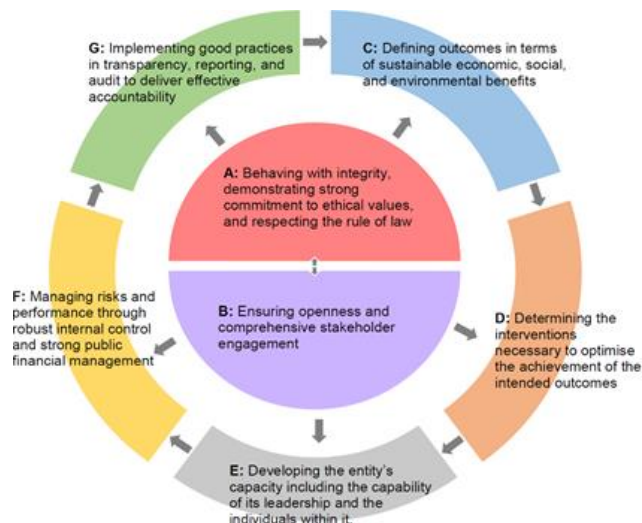 G: Implementing good practices
in transparency, reporting, and
audit to deliver effective
accountability
C: Defining outcomes in terms
of sustainable economic, social,
and environmental benefits
A: Behaving with integrity,
demonstrating strong
commitment to ethical values,
and respecting the rule of law
B: Ensuring openness and
comprehensive stakeholder
engagement
F: Managing risks and
performance through
robust internal control
and strong public
financial management
D: Determining the
interventions
necessary to optimise
the achievement of the
intended outcomes
E: Developing the entity's
capacity including the capability
of its leadership and the
individuals within it.